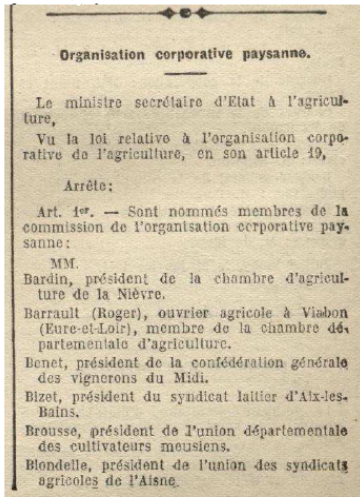 Organisation corporative paysanne.
Le ministre secrétaire d'Etat à l'agricul-
ture,
Vu la loi relative à l'organisation corpo-
rative de l'agriculture, en son article 19,
Arrête:
Art. 1er. — Sont nommés membres de la
commission de l'organisation corporative pay-
sanne:
MM.
Bardin, président de la chambre d'agricul-
ture de la Nièvre.
Barrault (Roger), ouvrier agricole à Viabon
(Eure-et-Loir), membre de la chambre dé-
partementale d'agriculture.
Benet, président de la confédération générale
des vignerons du Midi.
Bizet, président du syndicat laitier d'Aix-les-
Bains.
Brousse, président de l'union départementale
des cultivateurs meusiens.
Blondelle, président de l'union des syndicats
agricoles de l'Aisne.